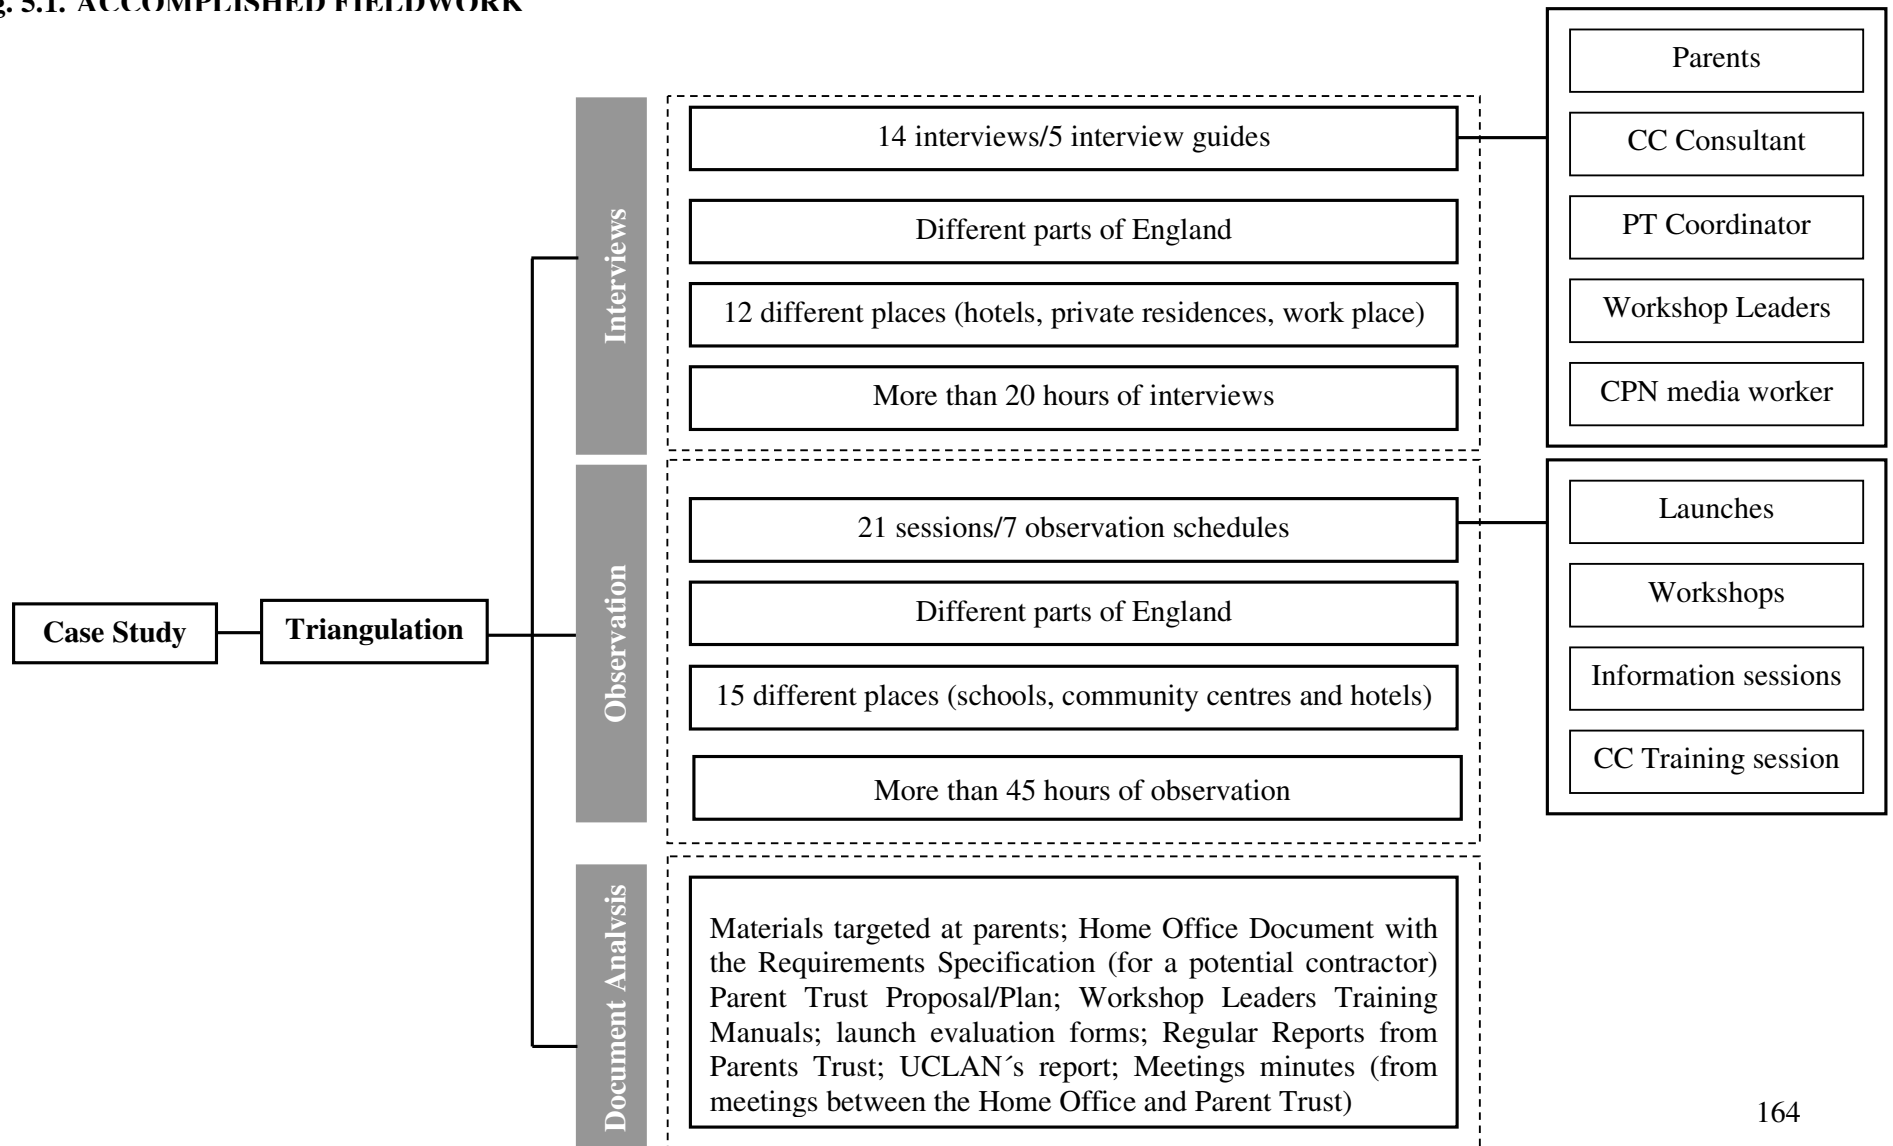 g. 5.1. ACCOMPLISHED FIELDWORK
Case Study
Triangulation
Interviews
14 interviews/5 interview guides
Different parts of England
12 different places (hotels, private residences, work place)
More than 20 hours of interviews
Parents
CC Consultant
PT Coordinator
Workshop Leaders
CPN media worker
Observation
21 sessions/7 observation schedules
Different parts of England
15 different places (schools, community centres and hotels)
More than 45 hours of observation
Launches
Workshops
Information sessions
CC Training session
Document Analysis
Materials targeted at parents; Home Office Document with
the Requirements Specification (for a potential contractor)
Parent Trust Proposal/Plan; Workshop Leaders Training
Manuals; launch evaluation forms; Regular Reports from
Parents Trust; UCLAN´s report; Meetings minutes (from
meetings between the Home Office and Parent Trust)
164